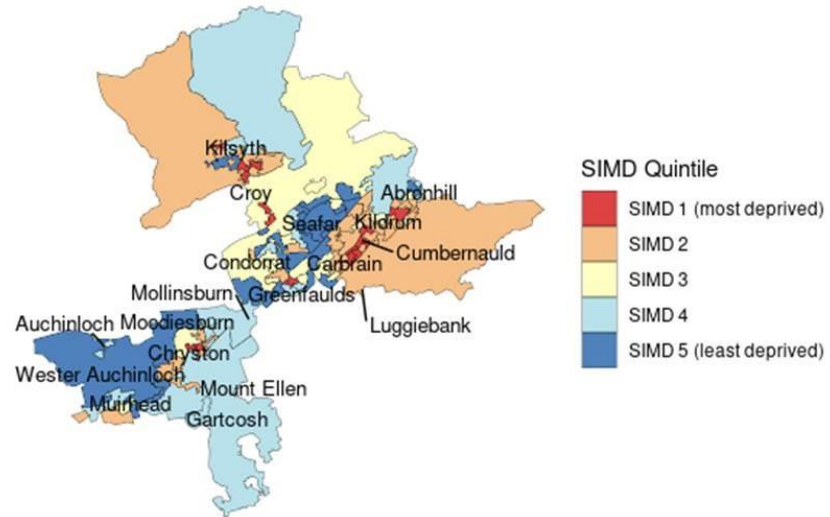 Kilsyth
Croy
Abronhill
Seafar
Kildrum
Cumbernauld
Condorrat
Carbrain
Mollinsburn
Greenfaulds
Luggiebank
Auchinloch
Moodiesburn
Chryston
Wester Auchinloch
Mount Ellen
Muirhead
Gartcosh
SIMD Quintile
SIMD 1 (most deprived)
SIMD 2
SIMD 3
SIMD 4
SIMD 5 (least deprived)